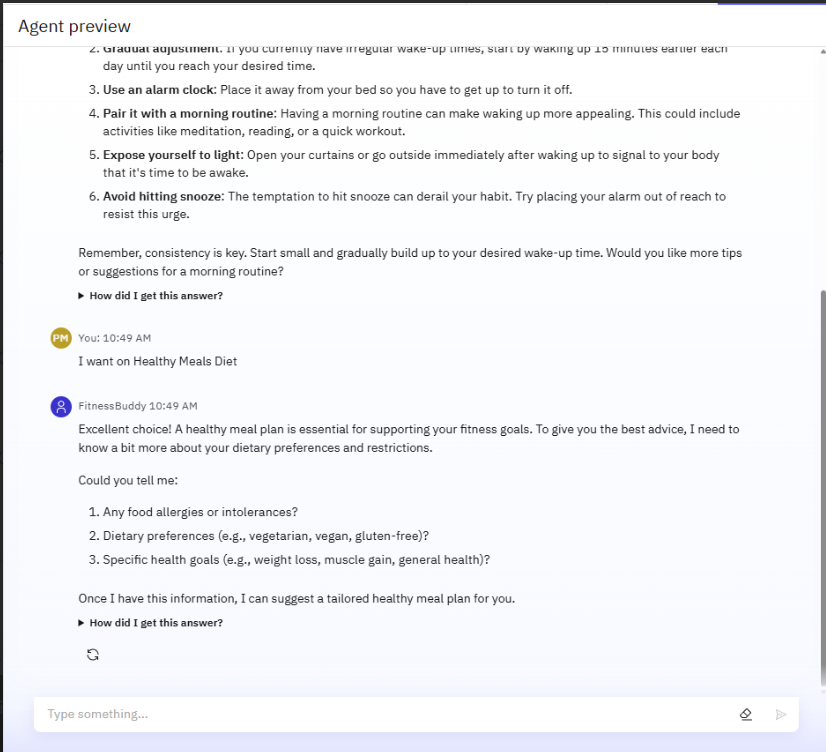 Agent preview
2. Gradual adjustment: If you currently have irregular wake-up times, start by waking up 15 minutes earlier each
day until you reach your desired time.
3. Use an alarm clock: Place it away from your bed so you have to get up to turn it off.
4. Pair it with a morning routine: Having a morning routine can make waking up more appealing. This could include
activities like meditation, reading, or a quick workout.
5. Expose yourself to light: Open your curtains or go outside immediately after waking up to signal to your body
that it's time to be awake.
6. Avoid hitting snooze: The temptation to hit snooze can derail your habit. Try placing your alarm out of reach to
resist this urge.
Remember, consistency is key. Start small and gradually build up to your desired wake-up time. Would you like more tips
or suggestions for a morning routine?
How did I get this answer?
PM You: 10:49 AM
I want on Healthy Meals Diet
FitnessBuddy 10:49 AM
Excellent choice! A healthy meal plan is essential for supporting your fitness goals. To give you the best advice, I need to
know a bit more about your dietary preferences and restrictions.
Could you tell me:
1. Any food allergies or intolerances?
2. Dietary preferences (e.g., vegetarian, vegan, gluten-free)?
3. Specific health goals (e.g., weight loss, muscle gain, general health)?
Once I have this information, I can suggest a tailored healthy meal plan for you.
How did I get this answer?
Type something...